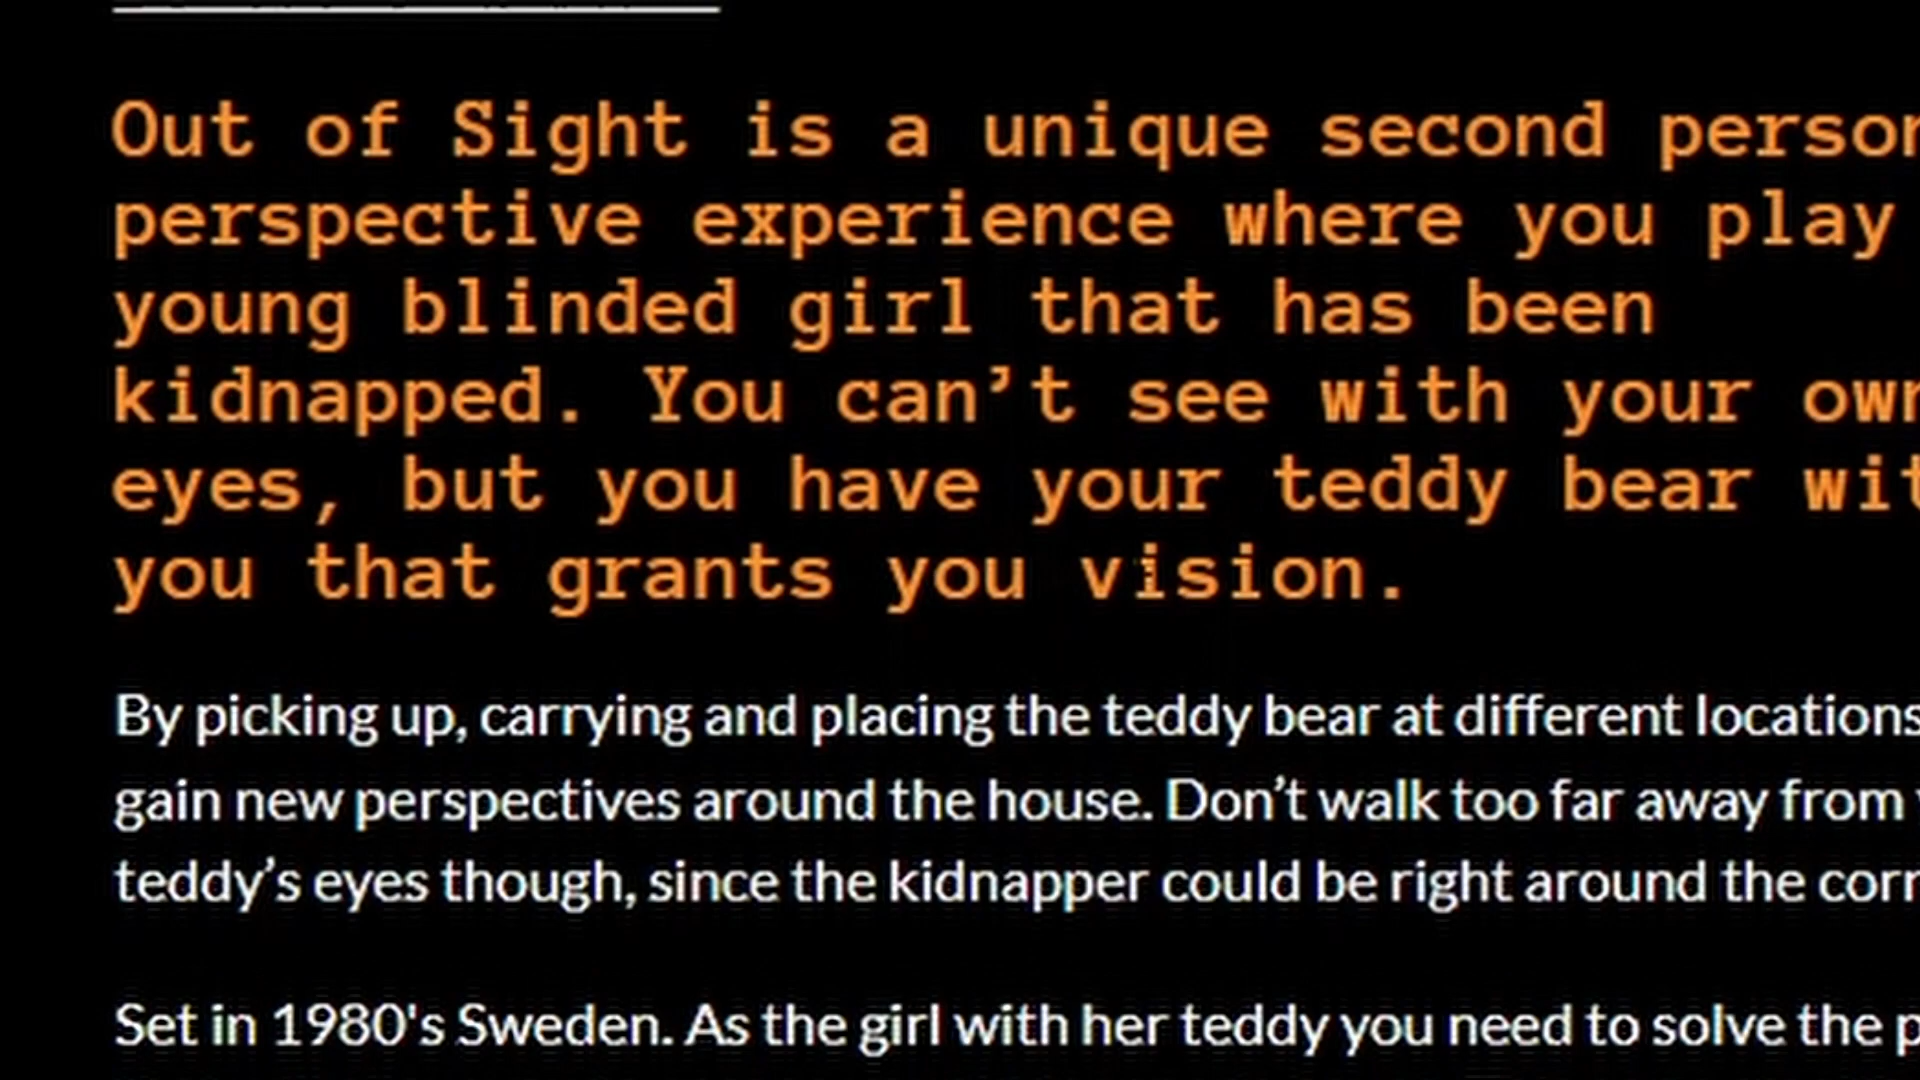 Out of Sight is a unique second person
perspective experience where you play
young blinded girl that has been
kidnapped. You can’t see with your own
eyes, but you have your teddy bear
you that grants you vision.
By picking up, carrying and placing the teddy bear at different locations
gain new perspectives around the house. Don’t walk too far away from
teddy’s eyes though, since the kidnapper could be right around the
Set in 1980's Sweden. As the girl with her teddy you need to solve the